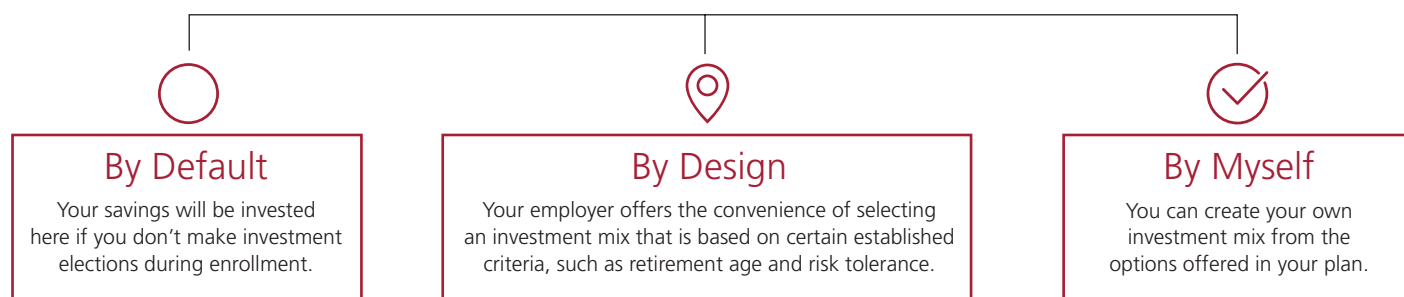 By Default
Your savings will be invested
here if you don’t make investment
elections during enrollment.
By Design
Your employer offers the convenience of selecting
an investment mix that is based on certain established
criteria, such as retirement age and risk tolerance.
By Myself
You can create your own
investment mix from the
options offered in your plan.